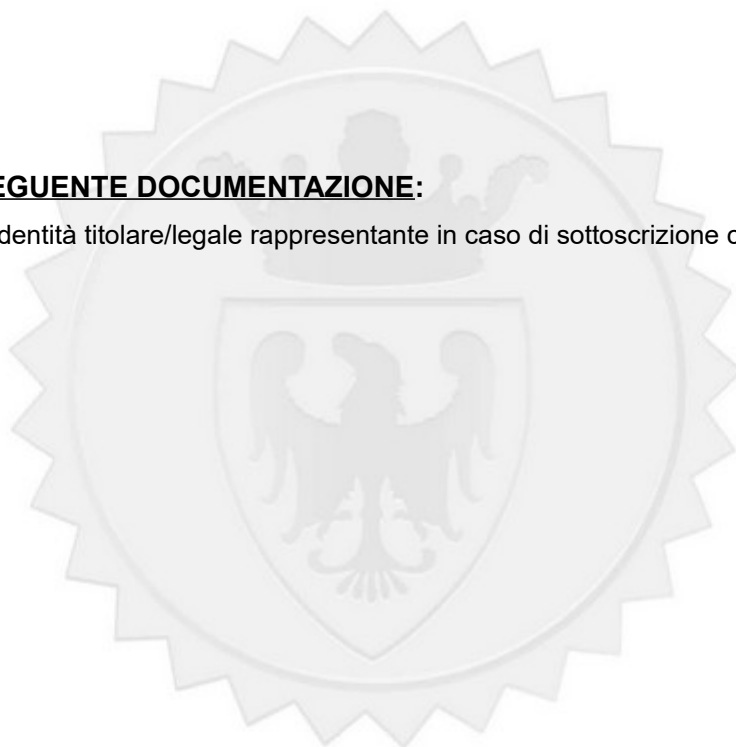 EGUENTE DOCUMENTAZIONE:
dentità titolare/legale rappresentante in caso di sottoscrizione